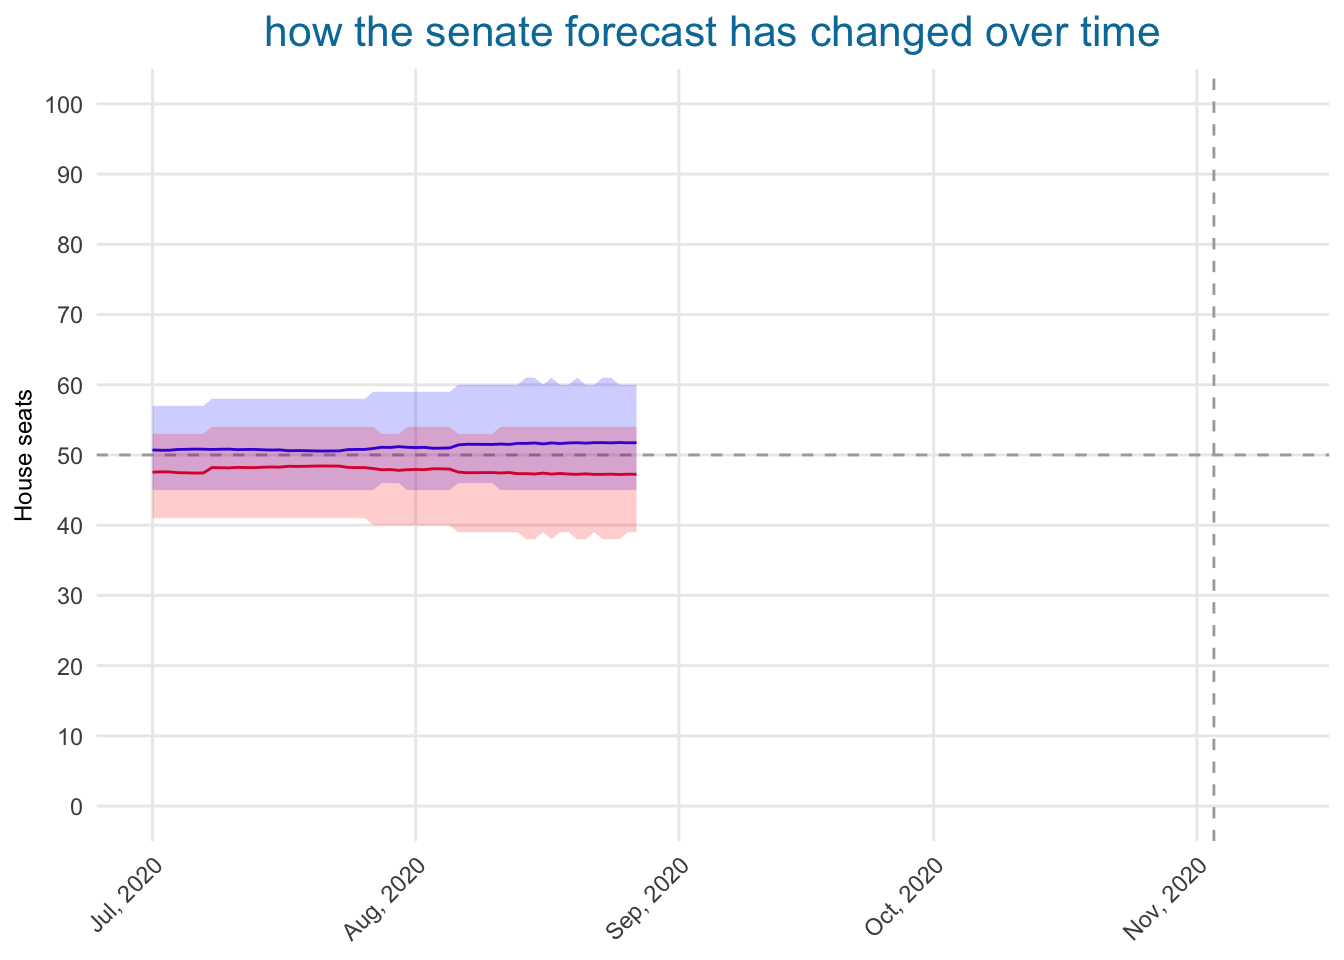 how the senate forecast has changed over time
House seats
100
90
80
70
60
50
40
30
20
10
0
Jul, 2020
Aug, 2020
Sep, 2020
Oct, 2020
Nov, 2020